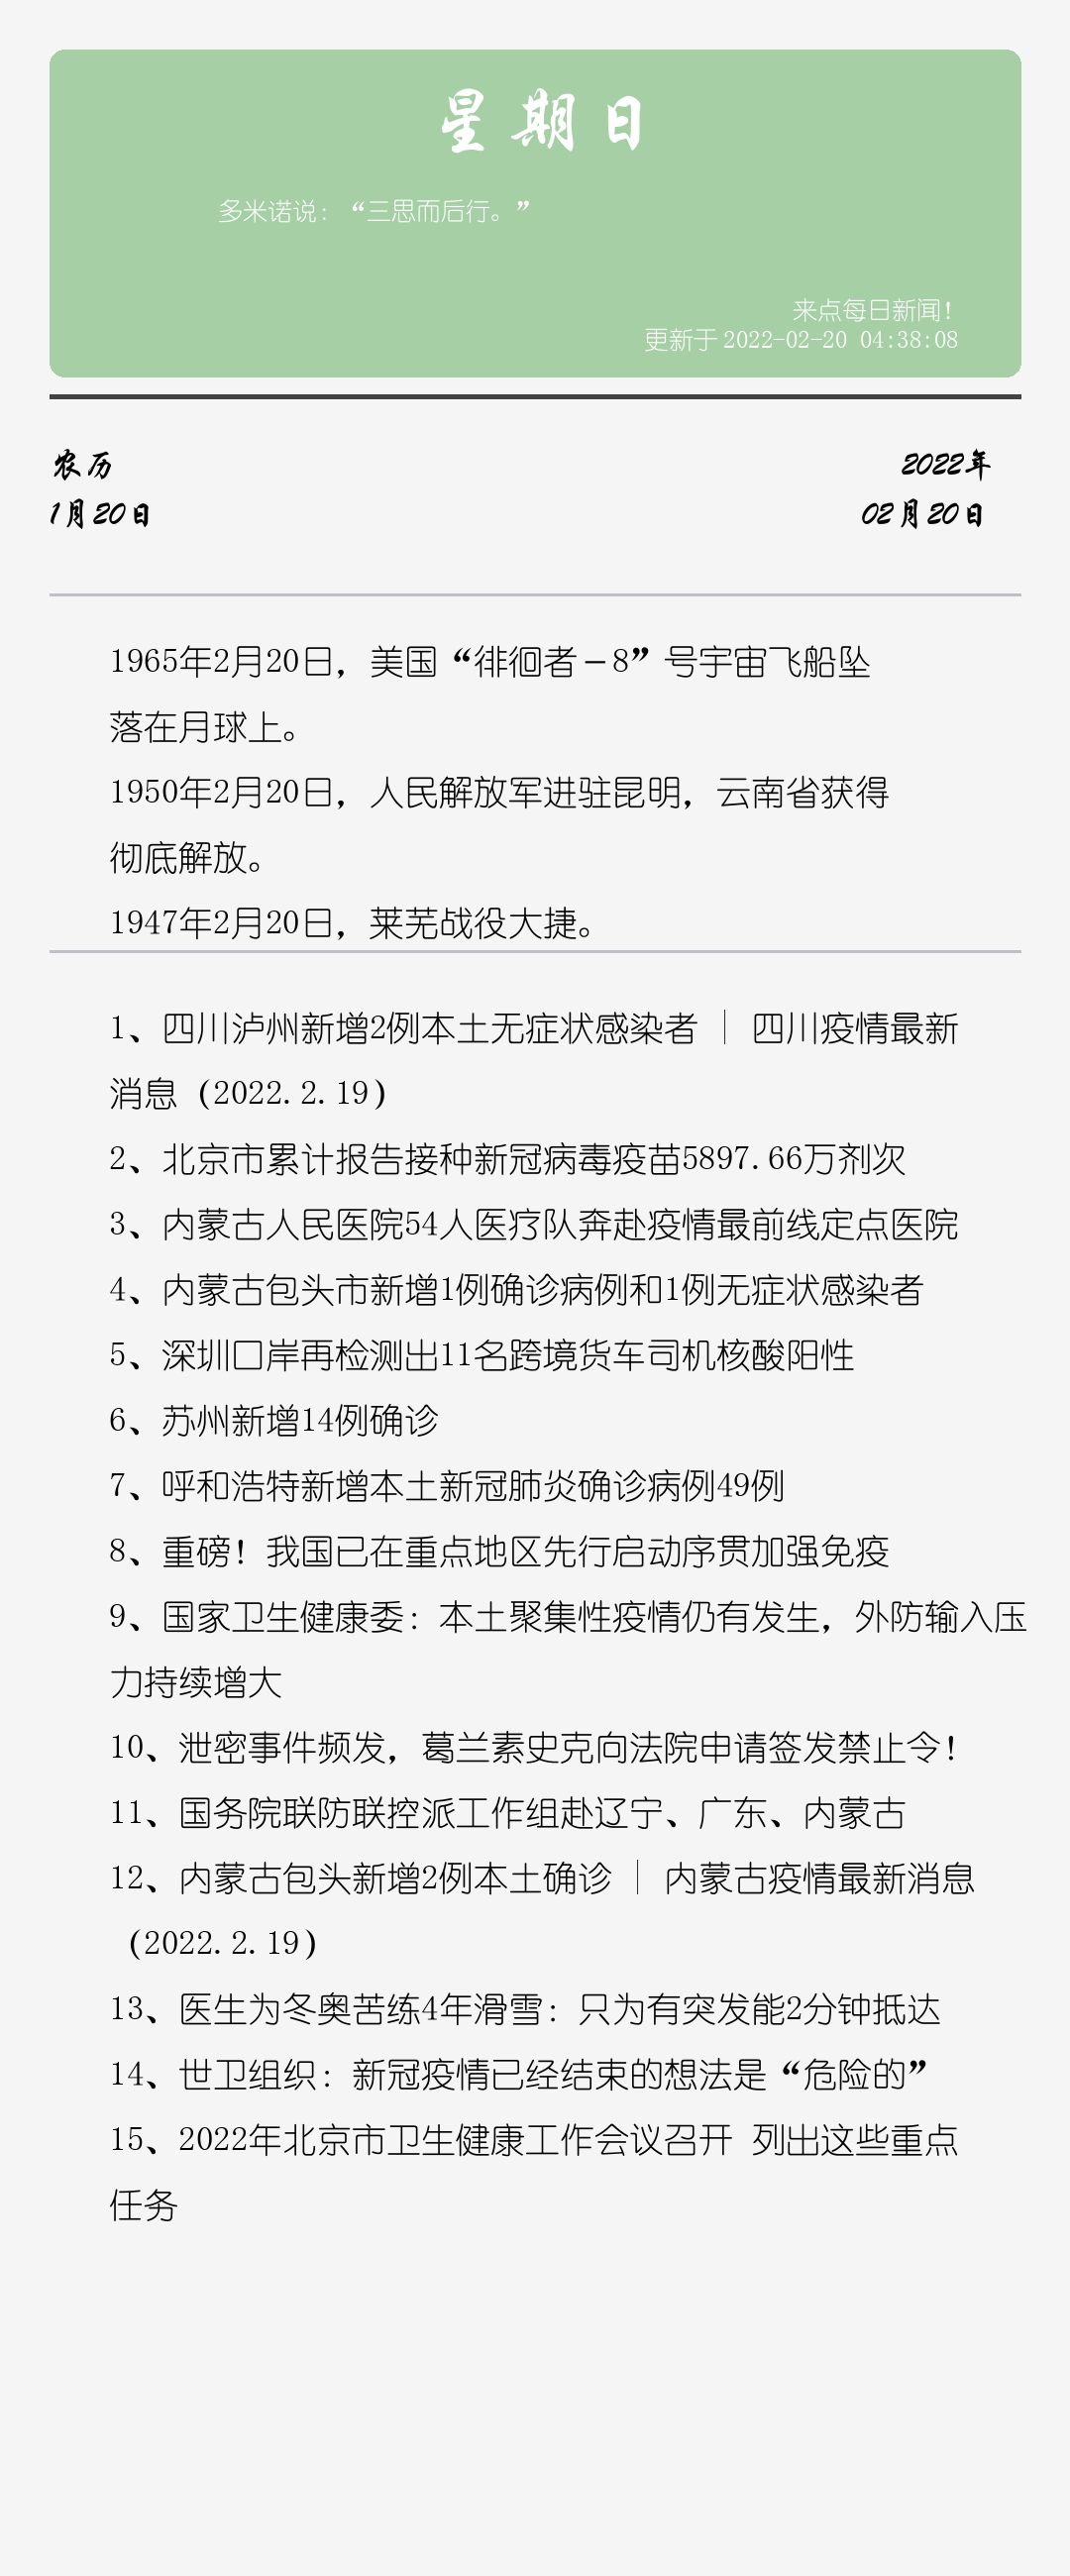 星期日
多米诺说：“三思而后行。”
来点每日新闻！
更新于 2022-02-20 04:38:08
农历
2022年
1月20日
02月20日
1965年2月20日，美国“徘徊者－8”号宇宙飞船坠
落在月球上。
1950年2月20日，人民解放军进驻昆明，云南省获得
彻底解放。
1947年2月20日，莱芜战役大捷。
1、四川泸州新增2例本土无症状感染者 | 四川疫情最新
消息（2022.2.19）
2、北京市累计报告接种新冠病毒疫苗5897.66万剂次
3、内蒙古人民医院54人医疗队奔赴疫情最前线定点医院
4、内蒙古包头市新增1例确诊病例和1例无症状感染者
5、深圳口岸再检测出11名跨境货车司机核酸阳性
6、苏州新增14例确诊
7、呼和浩特新增本土新冠肺炎确诊病例49例
8、重磅！我国已在重点地区先行启动序贯加强免疫
9、国家卫生健康委：本土聚集性疫情仍有发生，外防输入压
力持续增大
10、泄密事件频发，葛兰素史克向法院申请签发禁止令！
11、国务院联防联控派工作组赴辽宁、广东、内蒙古
12、内蒙古包头新增2例本土确诊 | 内蒙古疫情最新消息
（2022.2.19）
13、医生为冬奥苦练4年滑雪：只为有突发能2分钟抵达
14、世卫组织：新冠疫情已经结束的想法是“危险的”
15、2022年北京市卫生健康工作会议召开 列出这些重点
任务